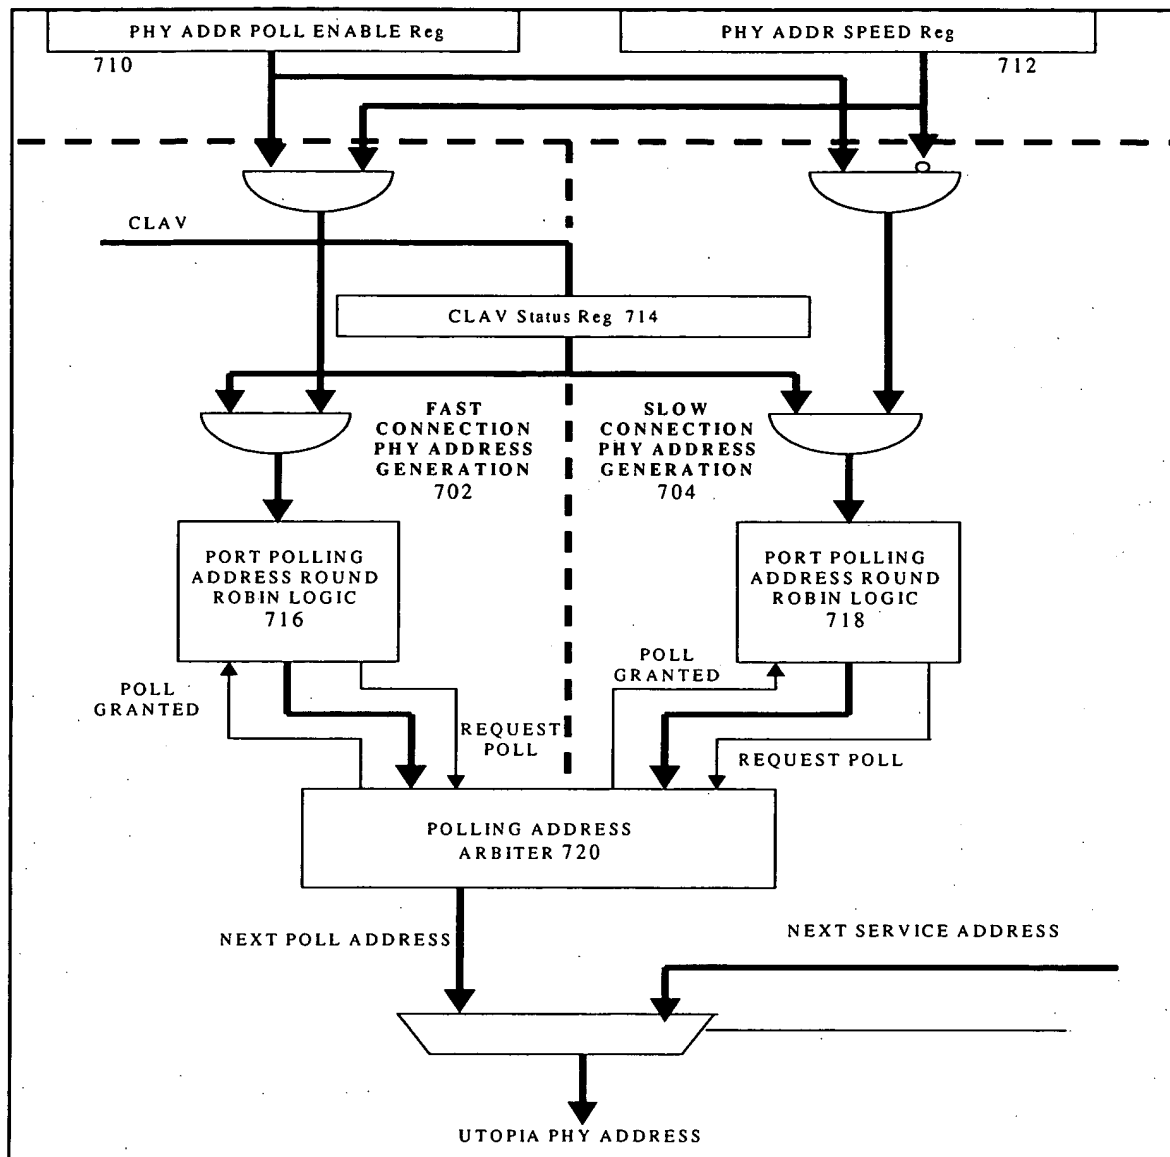 PHY ADDR POLL ENABLE Reg
710
PHY ADDR SPEED Reg
712
CLAV
CLAV Status Reg 714
FAST
CONNECTION
PHY ADDRESS
GENERATION
702
SLOW
CONNECTION
PHY ADDRESS
GENERATION
704
PORT POLLING
ADDRESS ROUND
ROBIN LOGIC
716
PORT POLLING
ADDRESS ROUND
ROBIN LOGIC
718
POLL
GRANTED
REQUEST
POLL
POLL
GRANTED
REQUEST POLL
POLLING ADDRESS
ARBITER 720
NEXT POLL ADDRESS
NEXT SERVICE ADDRESS
UTOPIA PHY ADDRESS